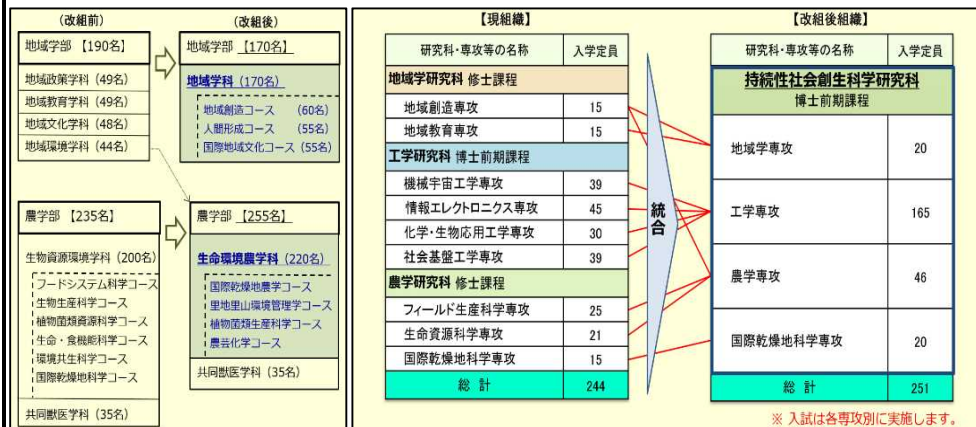 (改組前)
地域学部 【190名】
地域政策学科(49名)
地域教育学科(49名)
地域文化学科(48名)
地域環境学科(44名)
農学部 【235名】
生物資源環境学科(200名)
フードシステム科学コース
生物生産科学コース
植物菌類資源科学コース
生命・食機能科学コース
環境共生科学コース
国際乾燥地科学コース
共同獣医学科(35名)
(改組後)
地域学部 【170名】
地域学科(170名)
地域創造コース (60名)
人間形成コース (55名)
国際地域文化コース(55名)
農学部 【255名】
生命環境農学科(220名)
国際乾燥地農学コース
里地里山環境管理学コース
植物菌類生産科学コース
農芸化学コース
共同獣医学科(35名)
【現組織】
研究科・専攻等の名称 入学定員
地域学研究科 修士課程
地域創造専攻 15
地域教育専攻 15
工学研究科 博士前期課程
機械宇宙工学専攻 39
情報エレクトロニクス専攻 45
化学・生物応用工学専攻 30
社会基盤工学専攻 39
農学研究科 修士課程
フィールド生産科学専攻 25
生命資源科学専攻 21
国際乾燥地科学専攻 15
総 計 244
統合
【改組後組織】
研究科・専攻等の名称 入学定員
持続性社会創生科学研究科
博士前期課程
地域学専攻 20
工学専攻 165
農学専攻 46
国際乾燥地科学専攻 20
総 計 251
※ 入試は各専攻別に実施します。